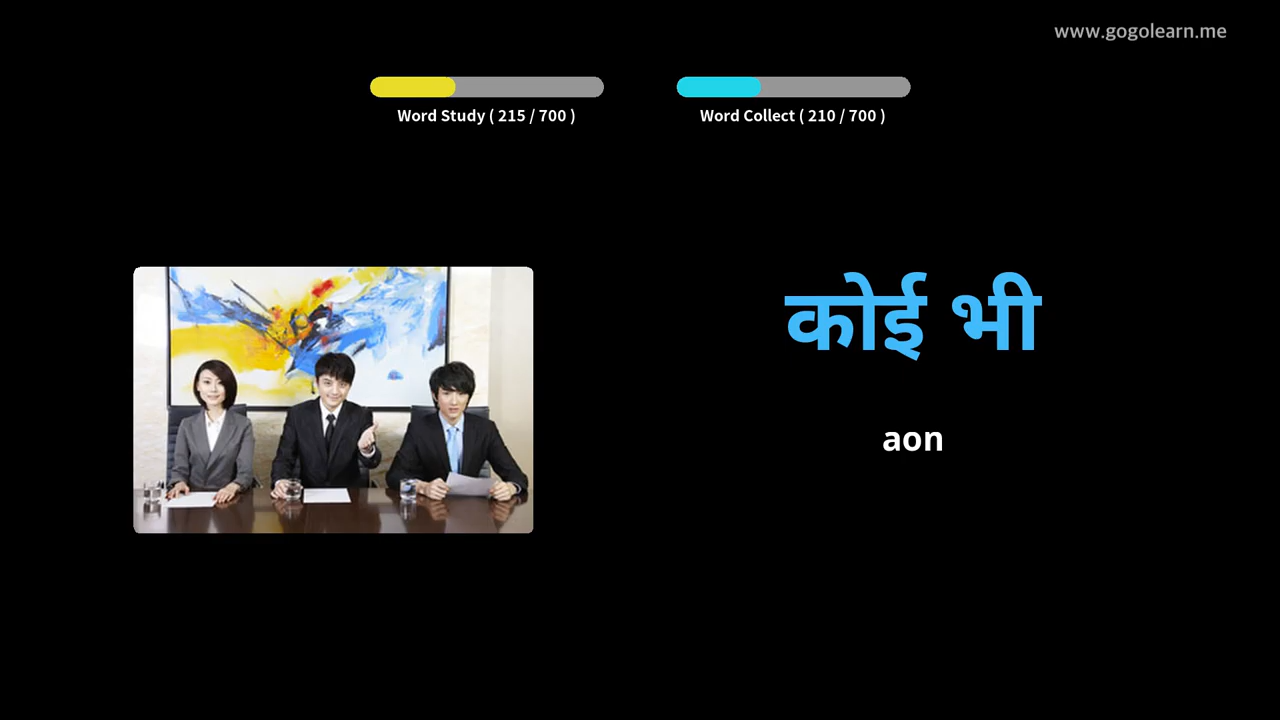 www.gogolearn.me
Word Study ( 215 / 700 )
Word Collect ( 210 / 700 )
कोई भी
aon